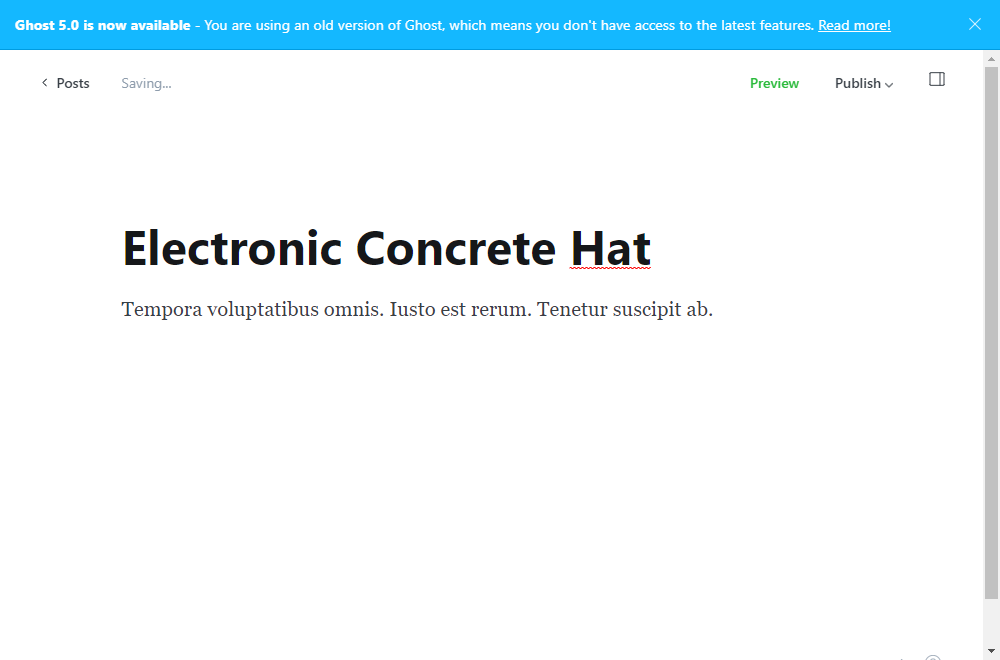 Ghost 5.0 is now available - You are using an old version of Ghost, which means you don't have access to the latest features. Read more!
Posts Saving... Preview Publish
Electronic Concrete Hat
Tempora voluptatibus omnis. Iusto est rerum. Tenetur suscipit ab.